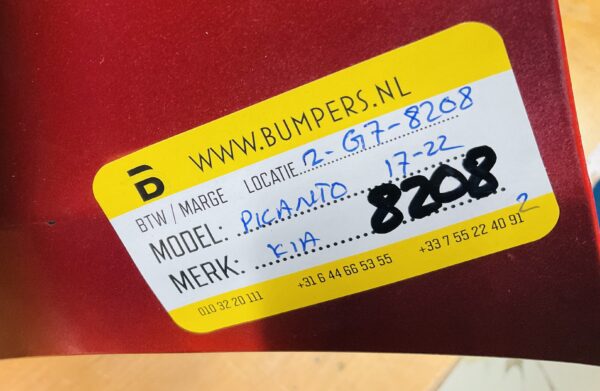 WWW.BUMPERS.NL
BTW / MARGE LOCATIE 2-G7-8208
MODEL: PICANTO 17-22
MERK: KIA 8208
010 32 20 111 +31 6 44 66 53 55 +33 7 55 22 40 91 2